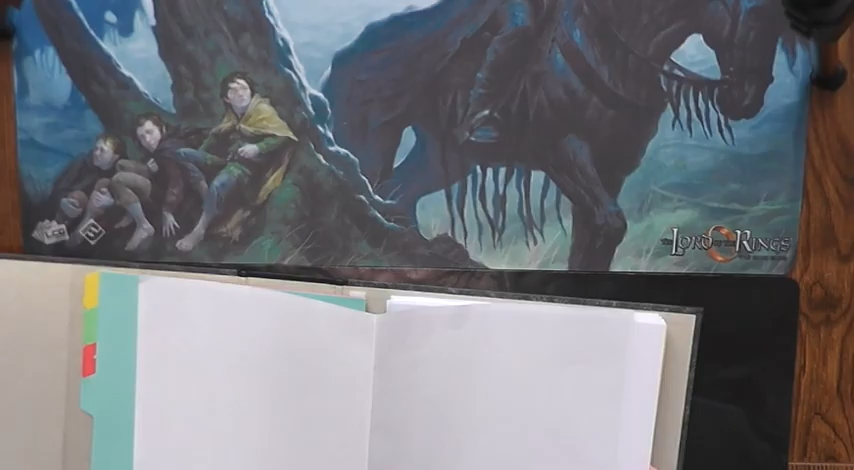 LCG
THE LORD OF THE RINGS